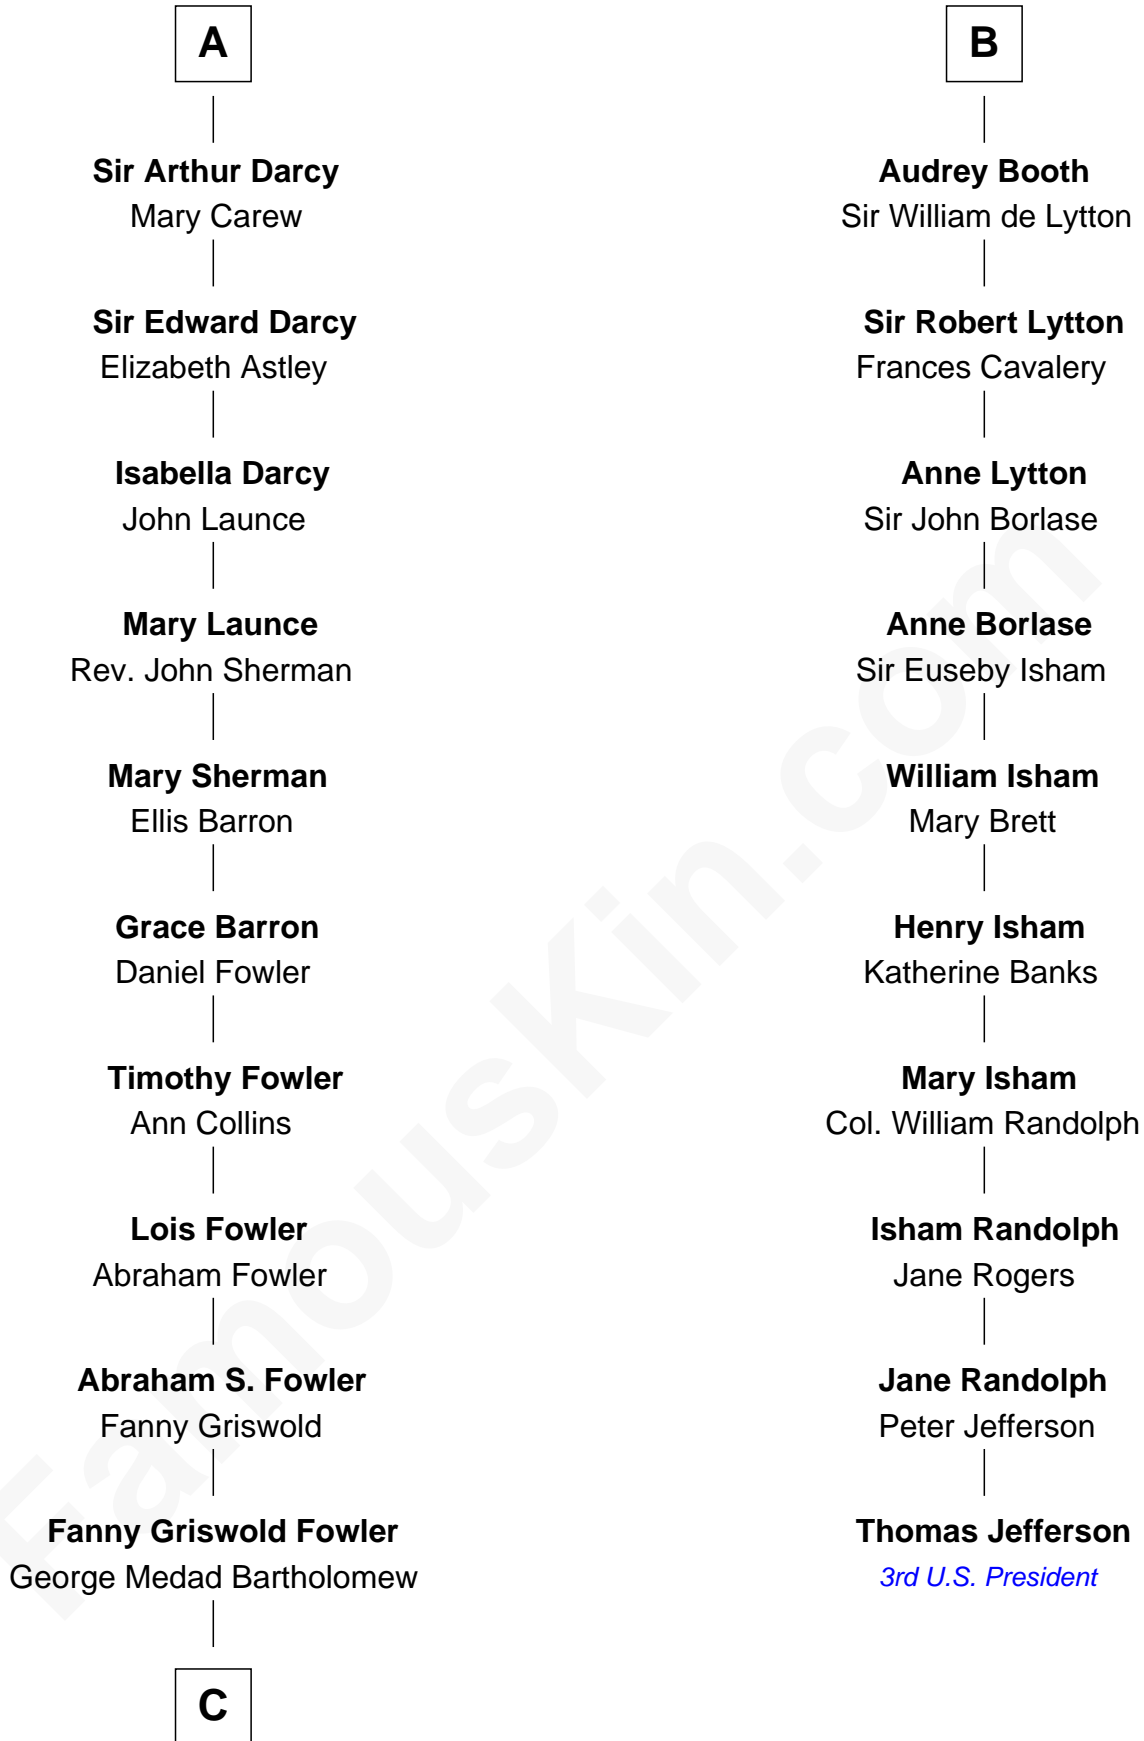 A
Sir Arthur Darcy
Mary Carew
Sir Edward Darcy
Elizabeth Astley
Isabella Darcy
John Launce
Mary Launce
Rev. John Sherman
Mary Sherman
Ellis Barron
Grace Barron
Daniel Fowler
Timothy Fowler
Ann Collins
Lois Fowler
Abraham Fowler
Abraham S. Fowler
Fanny Griswold
Fanny Griswold Fowler
George Medad Bartholomew
C
B
Audrey Booth
Sir William de Lytton
Sir Robert Lytton
Frances Cavalery
Anne Lytton
Sir John Borlase
Anne Borlase
Sir Euseby Isham
William Isham
Mary Brett
Henry Isham
Katherine Banks
Mary Isham
Col. William Randolph
Isham Randolph
Jane Rogers
Jane Randolph
Peter Jefferson
Thomas Jefferson
3rd U.S. President
FamousKin.com